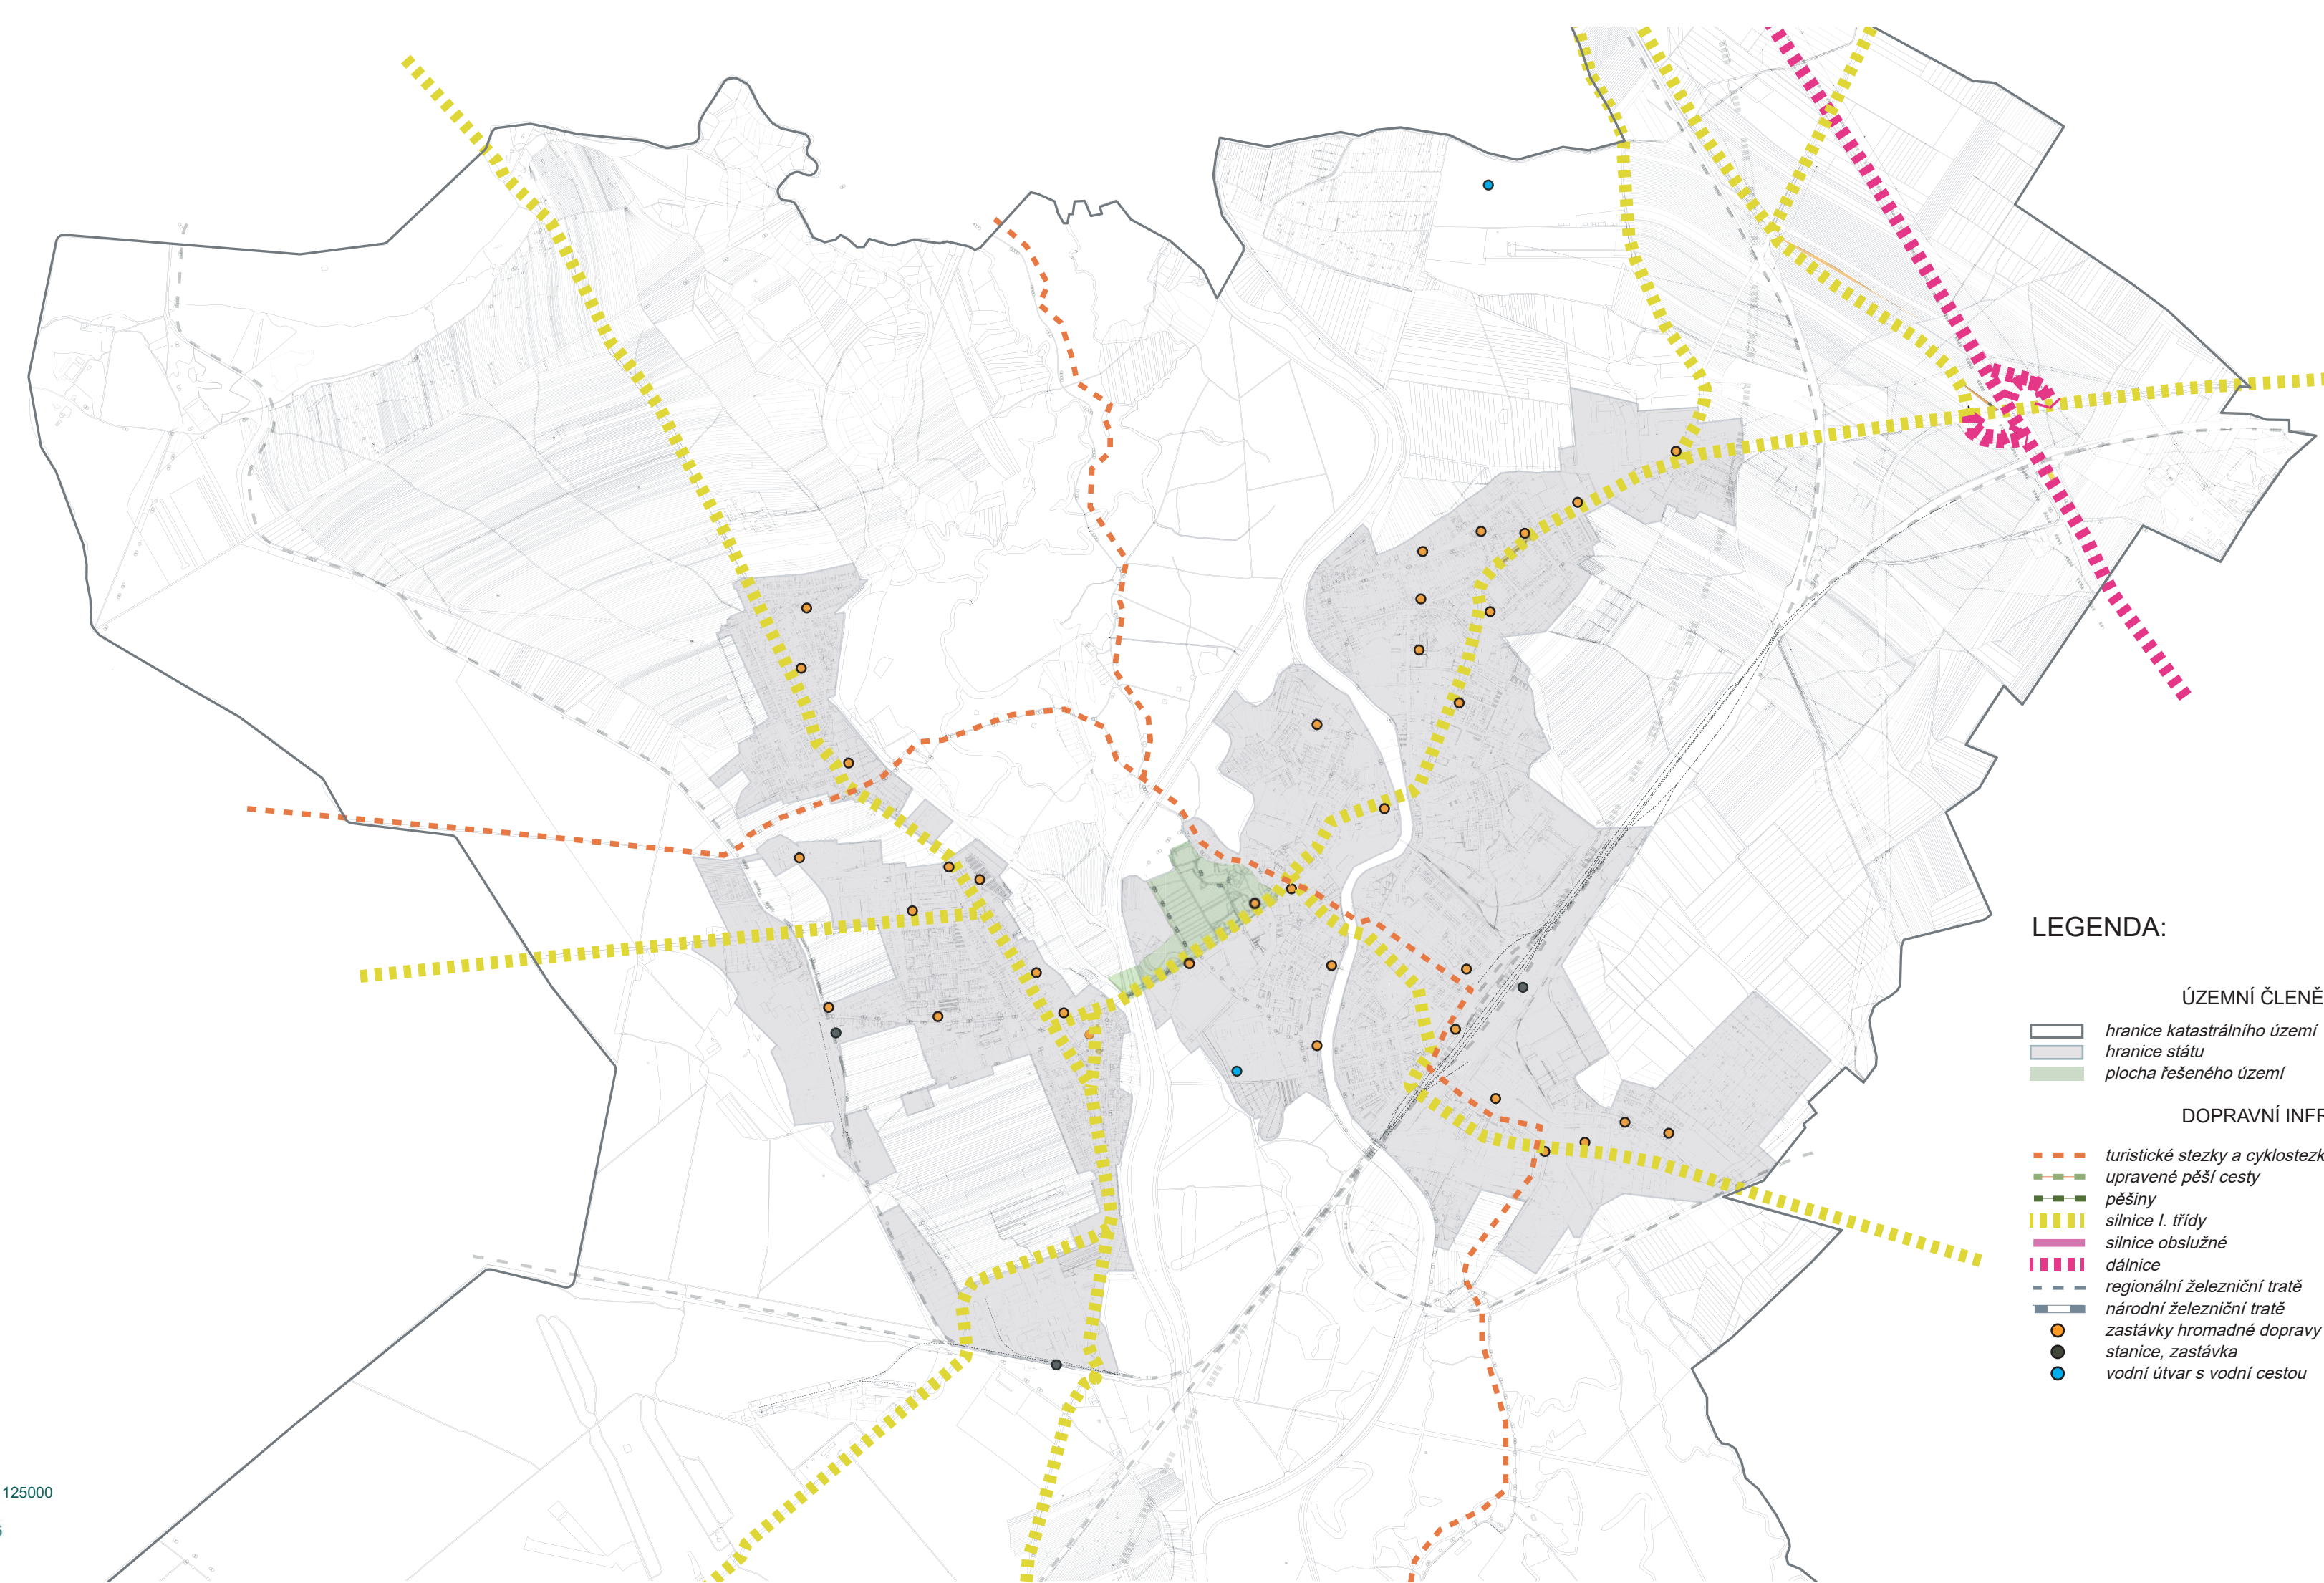 LEGENDA:
ÚZEMNÍ ČLENĚ
hranice katastrálního území
hranice státu
plocha řešeného území
DOPRAVNÍ INFR
turistické stezky a cyklostezk
upravené pěší cesty
pěšiny
silnice I. třídy
silnice obslužné
dálnice
regionální železniční tratě
národní železniční tratě
zastávky hromadné dopravy
stanice, zastávka
vodní útvar s vodní cestou
125000